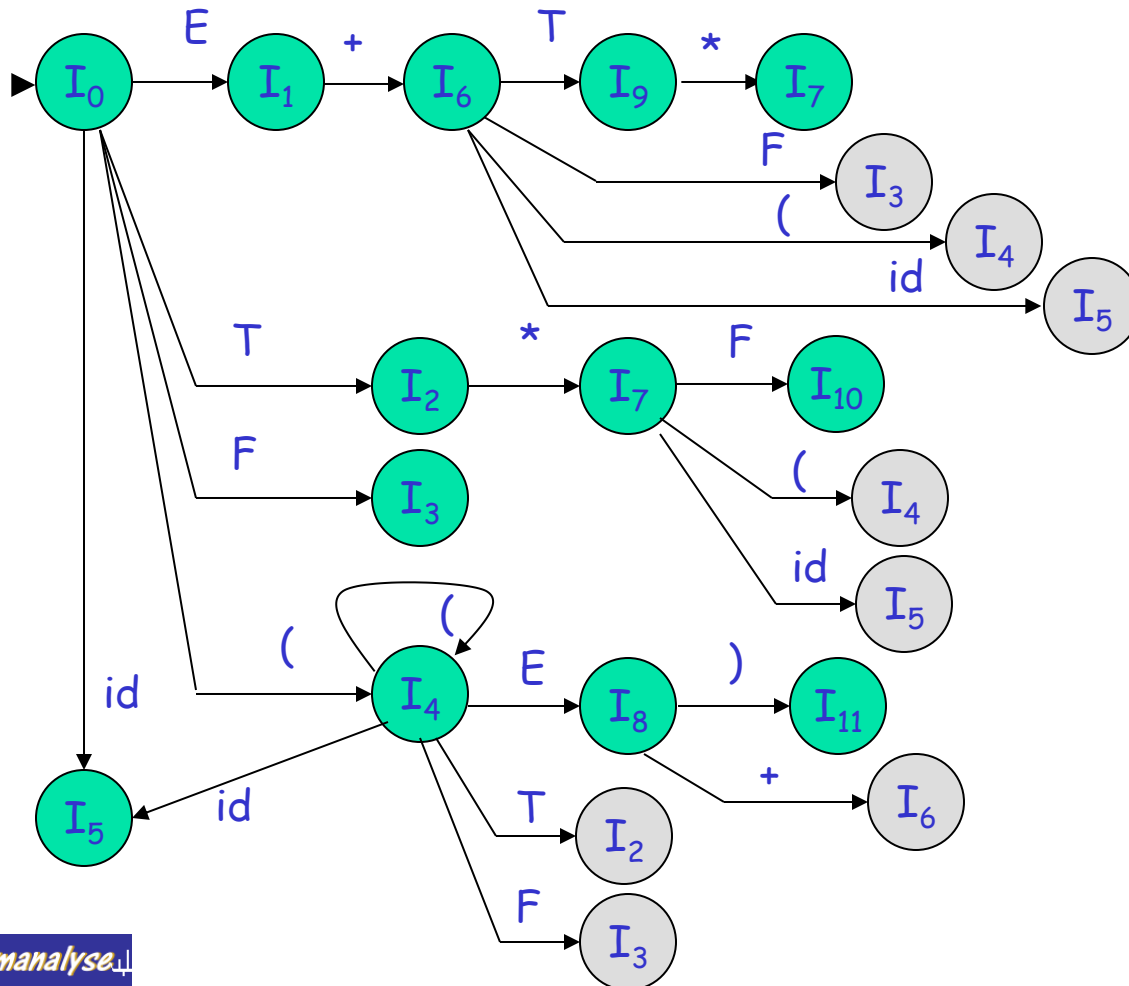 E + T *
I0 I1 I6 I9 I7
F
I3
(
I4
id
I5
T * F
I2 I7 I10
F (
I3 I4
id
I5
( ( E )
id I4 I8 I11
+
I6
id T
I5 I2
F
I3
manalyse